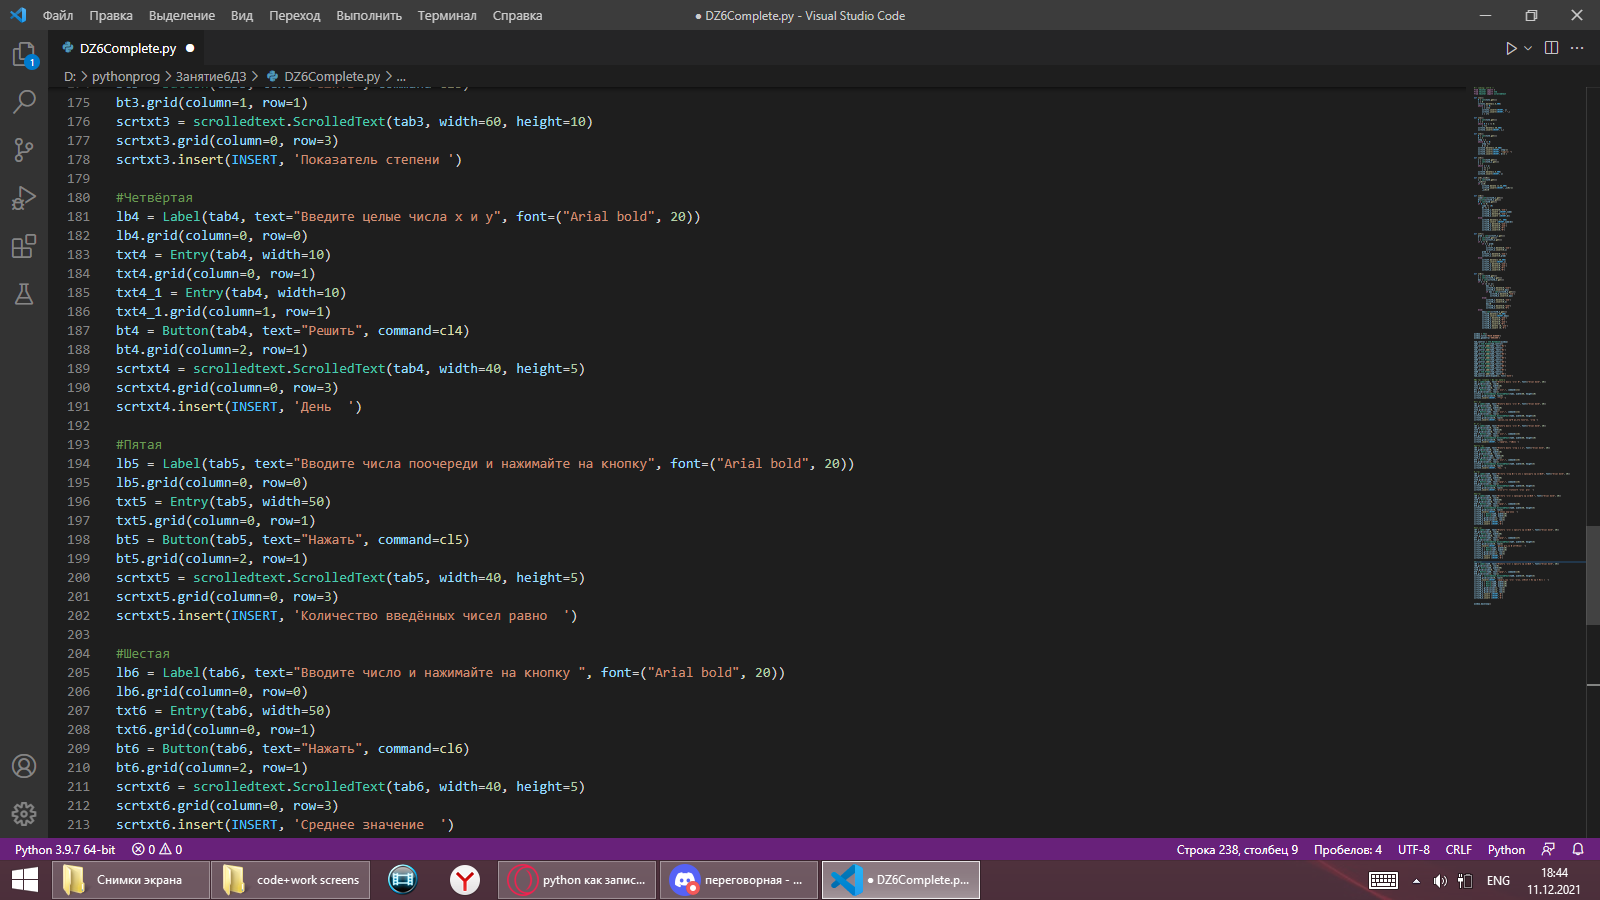 Файл Правка Выделение Вид Переход Выполнить Терминал Справка
● DZ6Complete.py - Visual Studio Code
DZ6Complete.py ●
1
D: > pythonprog > Занятие6ДЗ > DZ6Complete.py > ...
175 bt3.grid(column=1, row=1)
176 scrtxt3 = scrolledtext.ScrolledText(tab3, width=60, height=10)
177 scrtxt3.grid(column=0, row=3)
178 scrtxt3.insert(INSERT, 'Показатель степени ')
179
180 #Четвёртая
181 lb4 = Label(tab4, text="Введите целые числа x и y", font=("Arial bold", 20))
182 lb4.grid(column=0, row=0)
183 txt4 = Entry(tab4, width=10)
184 txt4.grid(column=0, row=1)
185 txt4_1 = Entry(tab4, width=10)
186 txt4_1.grid(column=1, row=1)
187 bt4 = Button(tab4, text="Решить", command=cl4)
188 bt4.grid(column=2, row=1)
189 scrtxt4 = scrolledtext.ScrolledText(tab4, width=40, height=5)
190 scrtxt4.grid(column=0, row=3)
191 scrtxt4.insert(INSERT, 'День  ')
192
193 #Пятая
194 lb5 = Label(tab5, text="Вводите числа поочереди и нажимайте на кнопку", font=("Arial bold", 20))
195 lb5.grid(column=0, row=0)
196 txt5 = Entry(tab5, width=50)
197 txt5.grid(column=0, row=1)
198 bt5 = Button(tab5, text="Нажать", command=cl5)
199 bt5.grid(column=2, row=1)
200 scrtxt5 = scrolledtext.ScrolledText(tab5, width=40, height=5)
201 scrtxt5.grid(column=0, row=3)
202 scrtxt5.insert(INSERT, 'Количество введённых чисел равно  ')
203
204 #Шестая
205 lb6 = Label(tab6, text="Вводите число и нажимайте на кнопку ", font=("Arial bold", 20))
206 lb6.grid(column=0, row=0)
207 txt6 = Entry(tab6, width=50)
208 txt6.grid(column=0, row=1)
209 bt6 = Button(tab6, text="Нажать", command=cl6)
210 bt6.grid(column=2, row=1)
211 scrtxt6 = scrolledtext.ScrolledText(tab6, width=40, height=5)
212 scrtxt6.grid(column=0, row=3)
213 scrtxt6.insert(INSERT, 'Среднее значение  ')
Python 3.9.7 64-bit 0 0 Строка 238, столбец 9 Пробелов: 4 UTF-8 CRLF Python
Снимки экрана code+work screens python как запис... переговорная - ... ● DZ6Complete.p... ENG 18:44
11.12.2021